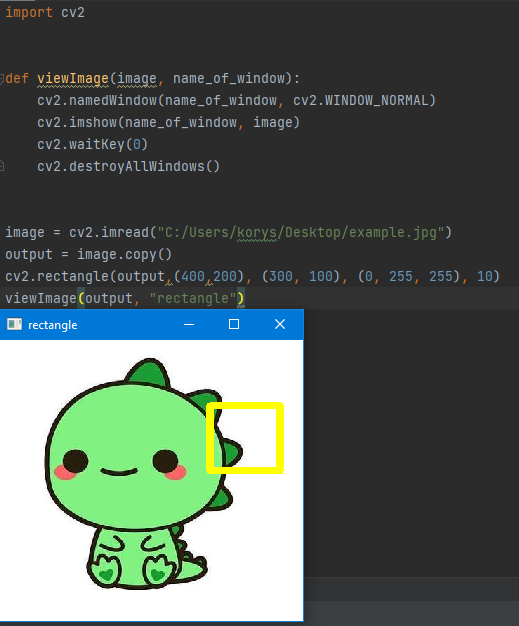 import cv2
def viewImage(image, name_of_window):
    cv2.namedWindow(name_of_window, cv2.WINDOW_NORMAL)
    cv2.imshow(name_of_window, image)
    cv2.waitKey(0)
    cv2.destroyAllWindows()
image = cv2.imread("C:/Users/korys/Desktop/example.jpg")
output = image.copy()
cv2.rectangle(output,(400,200), (300, 100), (0, 255, 255), 10)
viewImage(output, "rectangle")
rectangle